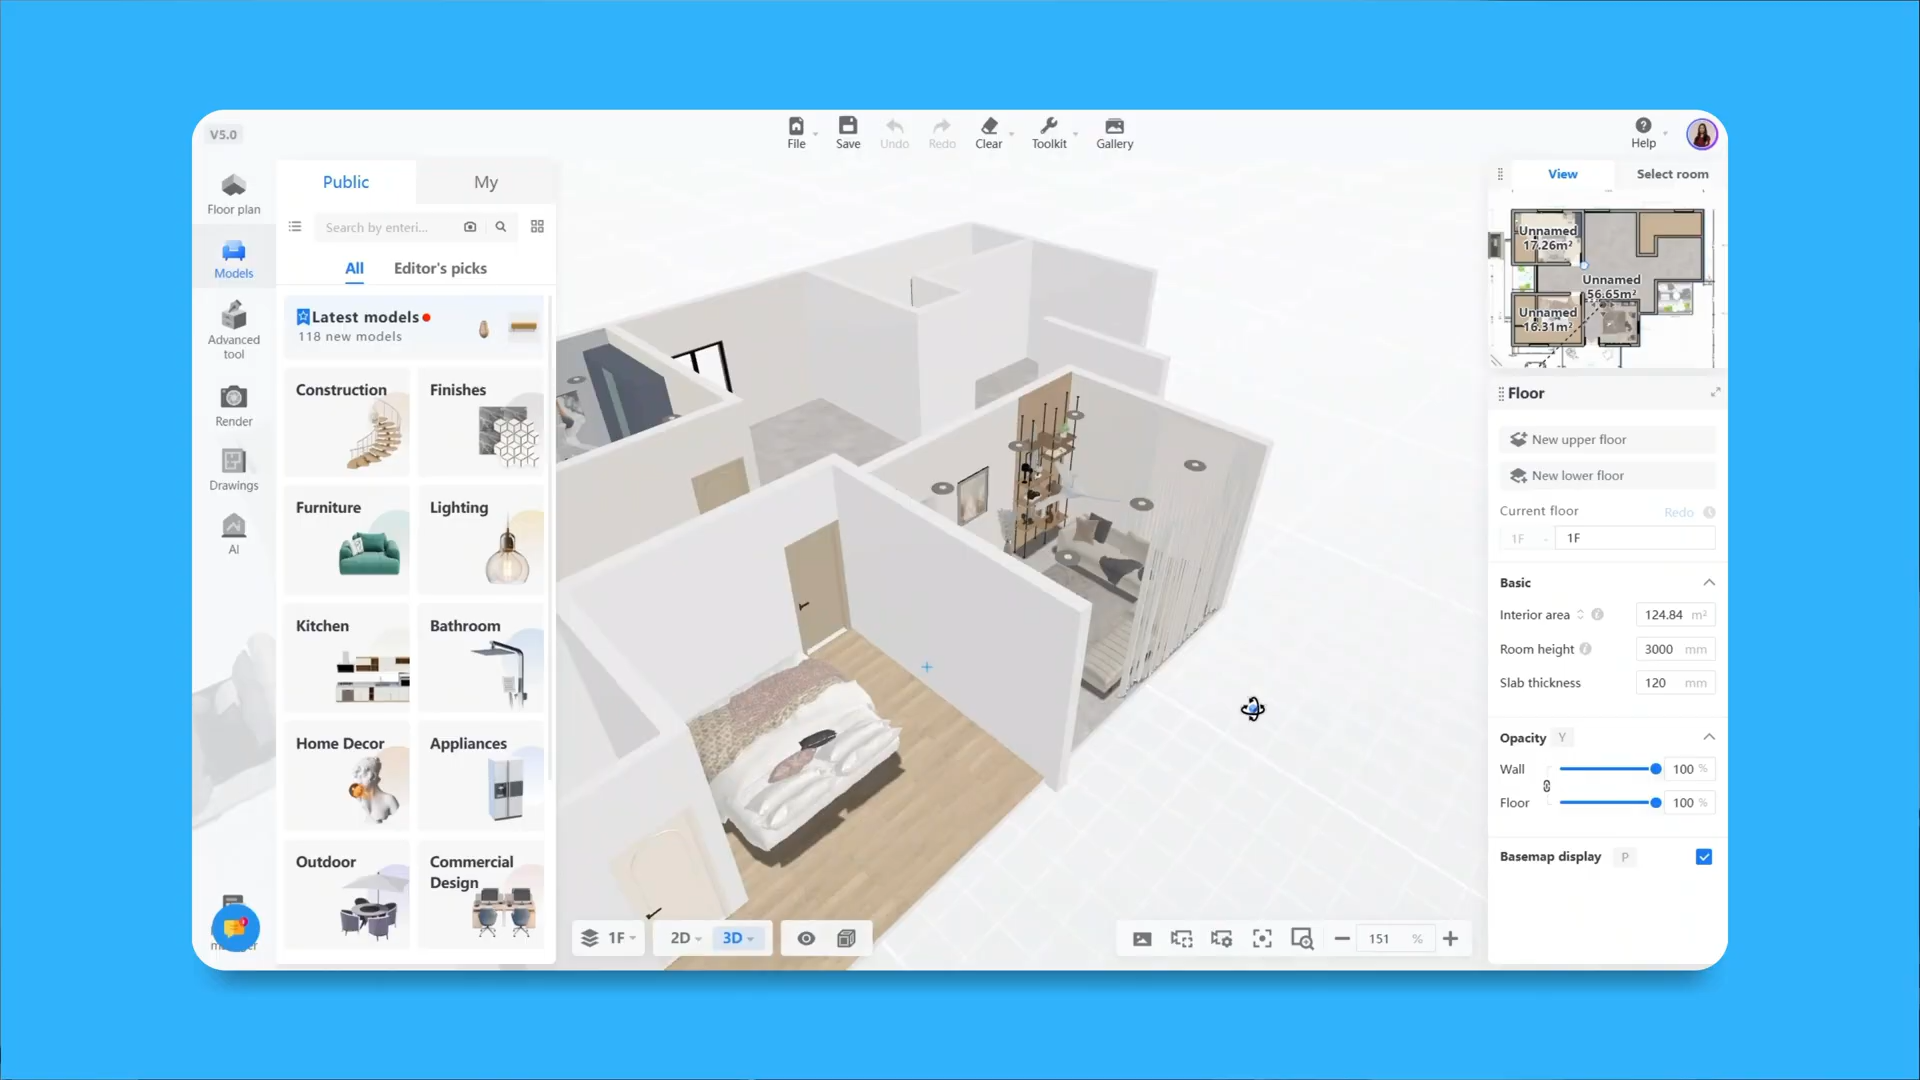 V5.0
File
Save
Undo
Redo
Clear
Toolkit
Gallery
Help
Floor plan
Models
Advanced
tool
Render
Drawings
AI
Public
My
Search by enteri...
All
Editor's picks
Latest models
118 new models
Construction
Finishes
Furniture
Lighting
Kitchen
Bathroom
Home Decor
Appliances
Outdoor
Commercial
Design
1F
2D
3D
151 %
View
Select room
Unnamed
17.26m²
Unnamed
56.65m²
Unnamed
16.31m²
Floor
New upper floor
New lower floor
Current floor
Redo
1F -
1F
Basic
Interior area
124.84 m²
Room height
3000 mm
Slab thickness
120 mm
Opacity Y
Wall
100 %
Floor
100 %
Basemap display P